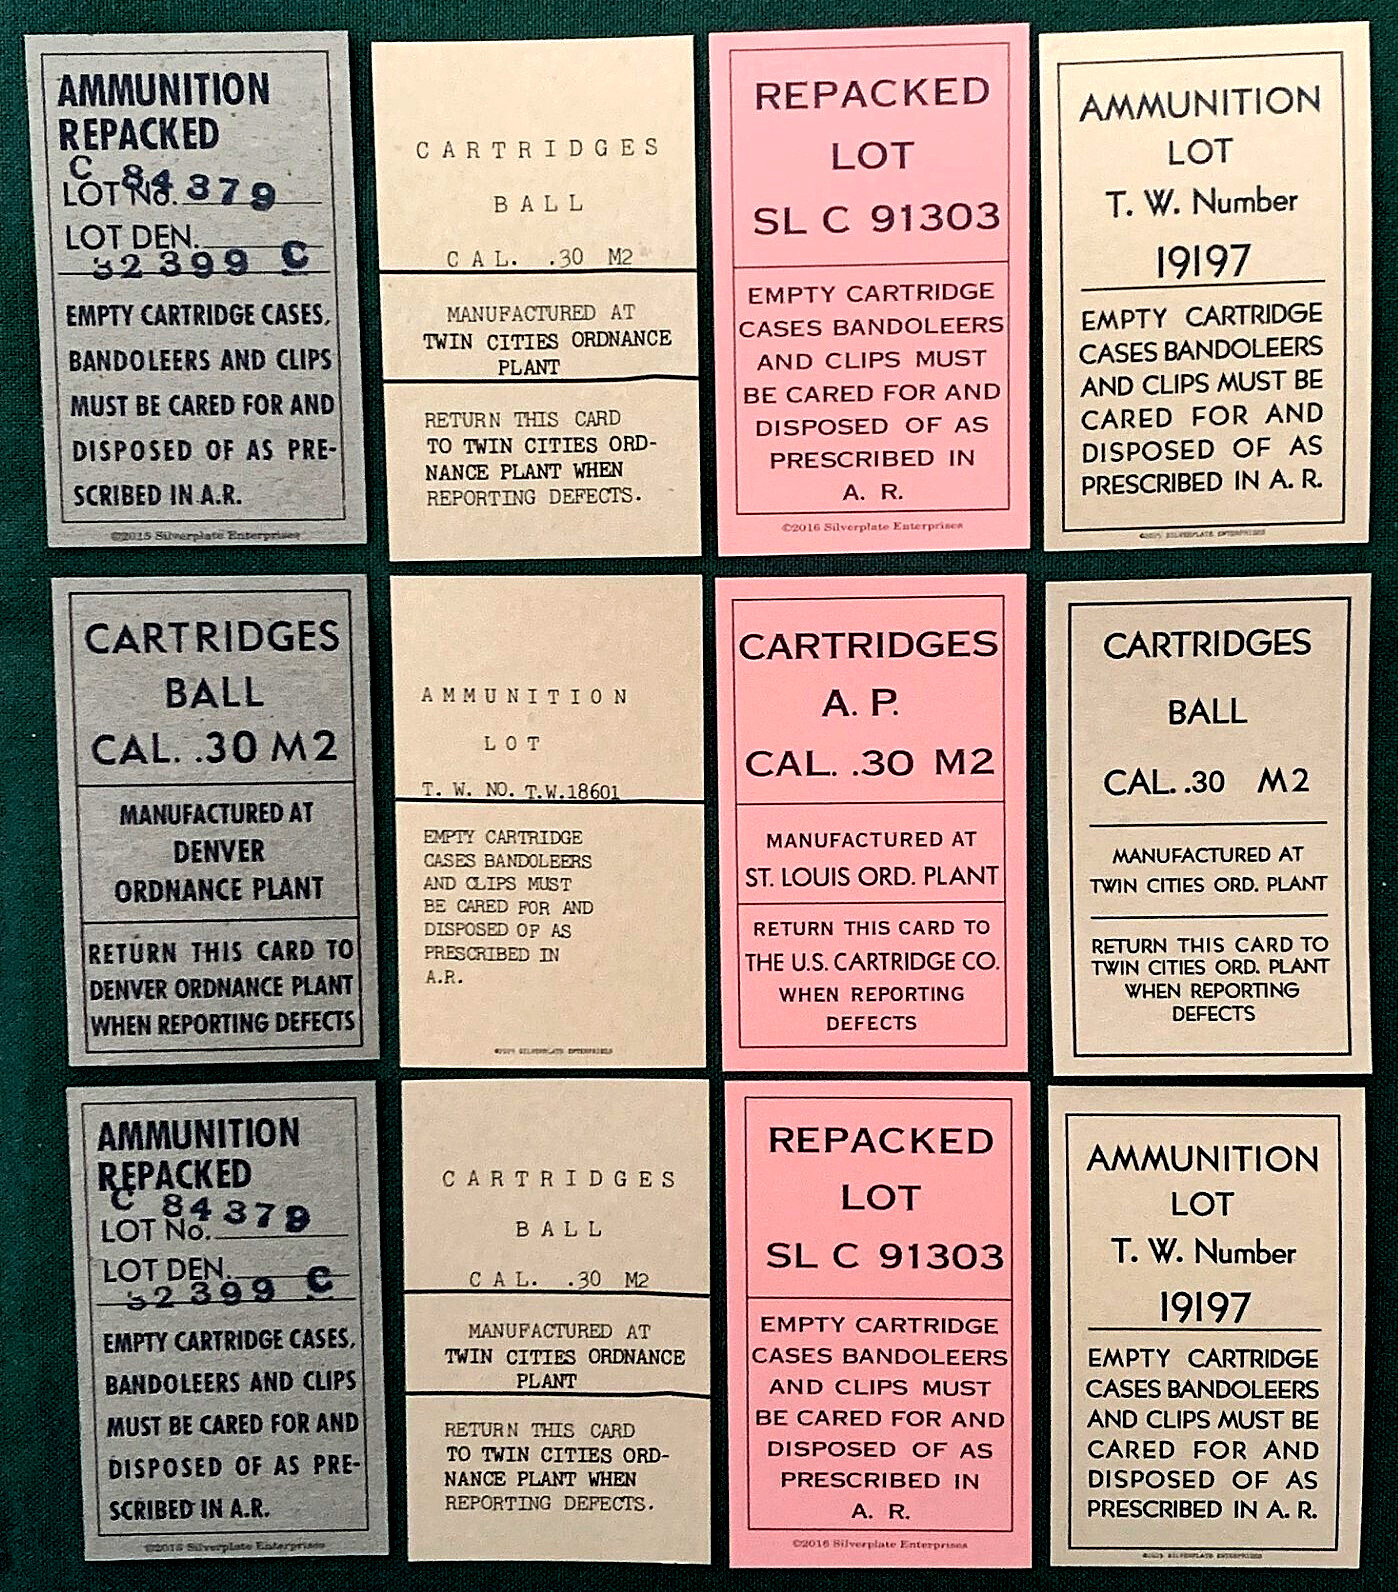 AMMUNITION
REPACKED
C 84379
LOT No.
LOT DEN.
32399 C
EMPTY CARTRIDGE CASES,
BANDOLEERS AND CLIPS
MUST BE CARED FOR AND
DISPOSED OF AS PRE-
SCRIBED IN A.R.
©2015 Silverplate Enterprises
CARTRIDGES
BALL
CAL. .30 M2
MANUFACTURED AT
TWIN CITIES ORDNANCE
PLANT
RETURN THIS CARD
TO TWIN CITIES ORD-
NANCE PLANT WHEN
REPORTING DEFECTS.
REPACKED
LOT
SL C 91303
EMPTY CARTRIDGE
CASES BANDOLEERS
AND CLIPS MUST
BE CARED FOR AND
DISPOSED OF AS
PRESCRIBED IN
A. R.
©2016 Silverplate Enterprises
AMMUNITION
LOT
T. W. Number
19197
EMPTY CARTRIDGE
CASES BANDOLEERS
AND CLIPS MUST BE
CARED FOR AND
DISPOSED OF AS
PRESCRIBED IN A. R.
SILVERPLATE ENTERPRISES
CARTRIDGES
BALL
CAL. .30 M2
MANUFACTURED AT
DENVER
ORDNANCE PLANT
RETURN THIS CARD TO
DENVER ORDNANCE PLANT
WHEN REPORTING DEFECTS
AMMUNITION
LOT
T. W. NO. T.W.18601
EMPTY CARTRIDGE
CASES BANDOLEERS
AND CLIPS MUST
BE CARED FOR AND
DISPOSED OF AS
PRESCRIBED IN
A.R.
SILVERPLATE ENTERPRISES
CARTRIDGES
A. P.
CAL. .30 M2
MANUFACTURED AT
ST. LOUIS ORD. PLANT
RETURN THIS CARD TO
THE U.S. CARTRIDGE CO.
WHEN REPORTING
DEFECTS
CARTRIDGES
BALL
CAL. .30 M2
MANUFACTURED AT
TWIN CITIES ORD. PLANT
RETURN THIS CARD TO
TWIN CITIES ORD. PLANT
WHEN REPORTING
DEFECTS
AMMUNITION
REPACKED
C 84379
LOT No.
LOT DEN.
32399 C
EMPTY CARTRIDGE CASES,
BANDOLEERS AND CLIPS
MUST BE CARED FOR AND
DISPOSED OF AS PRE-
SCRIBED IN A.R.
©2015 Silverplate Enterprises
CARTRIDGES
BALL
CAL. .30 M2
MANUFACTURED AT
TWIN CITIES ORDNANCE
PLANT
RETURN THIS CARD
TO TWIN CITIES ORD-
NANCE PLANT WHEN
REPORTING DEFECTS.
REPACKED
LOT
SL C 91303
EMPTY CARTRIDGE
CASES BANDOLEERS
AND CLIPS MUST
BE CARED FOR AND
DISPOSED OF AS
PRESCRIBED IN
A. R.
©2016 Silverplate Enterprises
AMMUNITION
LOT
T. W. Number
19197
EMPTY CARTRIDGE
CASES BANDOLEERS
AND CLIPS MUST BE
CARED FOR AND
DISPOSED OF AS
PRESCRIBED IN A. R.
SILVERPLATE ENTERPRISES